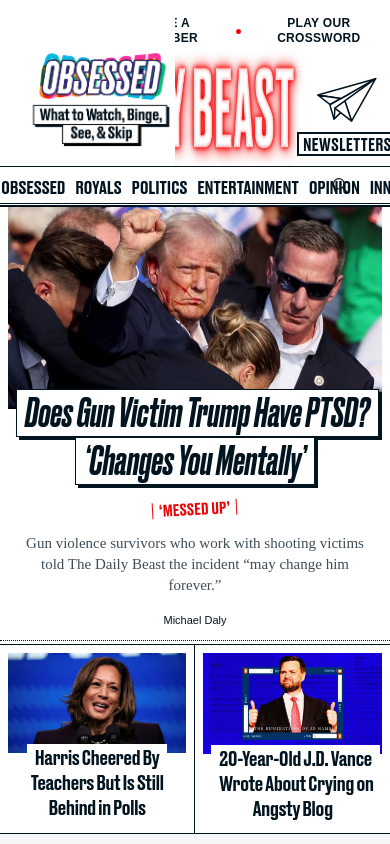 E A
BER
PLAY OUR
CROSSWORD
OBSESSED
What to Watch, Binge,
See, & Skip
Y BEAST
NEWSLETTERS
OBSESSED ROYALS POLITICS ENTERTAINMENT OPINION INN
Does Gun Victim Trump Have PTSD?
‘Changes You Mentally’
‘MESSED UP’
Gun violence survivors who work with shooting victims
told The Daily Beast the incident “may change him
forever.”
Michael Daly
Harris Cheered By
Teachers But Is Still
Behind in Polls
20-Year-Old J.D. Vance
Wrote About Crying on
Angsty Blog